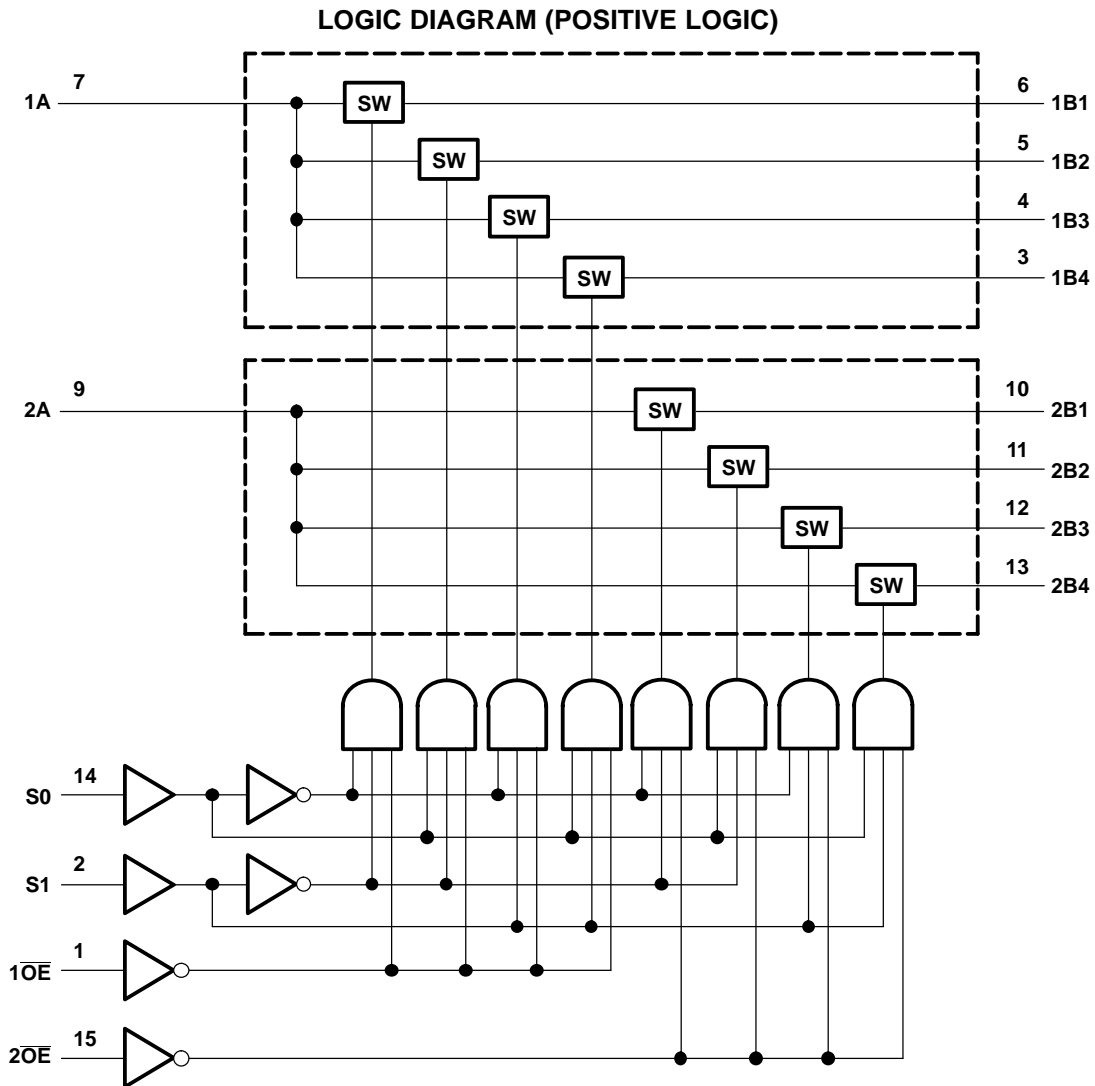 LOGIC DIAGRAM (POSITIVE LOGIC)
1A 7 SW 6 1B1
SW 5 1B2
SW 4 1B3
SW 3 1B4
2A 9 SW 10 2B1
SW 11 2B2
SW 12 2B3
SW 13 2B4
S0 14
S1 2
1O̅E̅ 1
2O̅E̅ 15